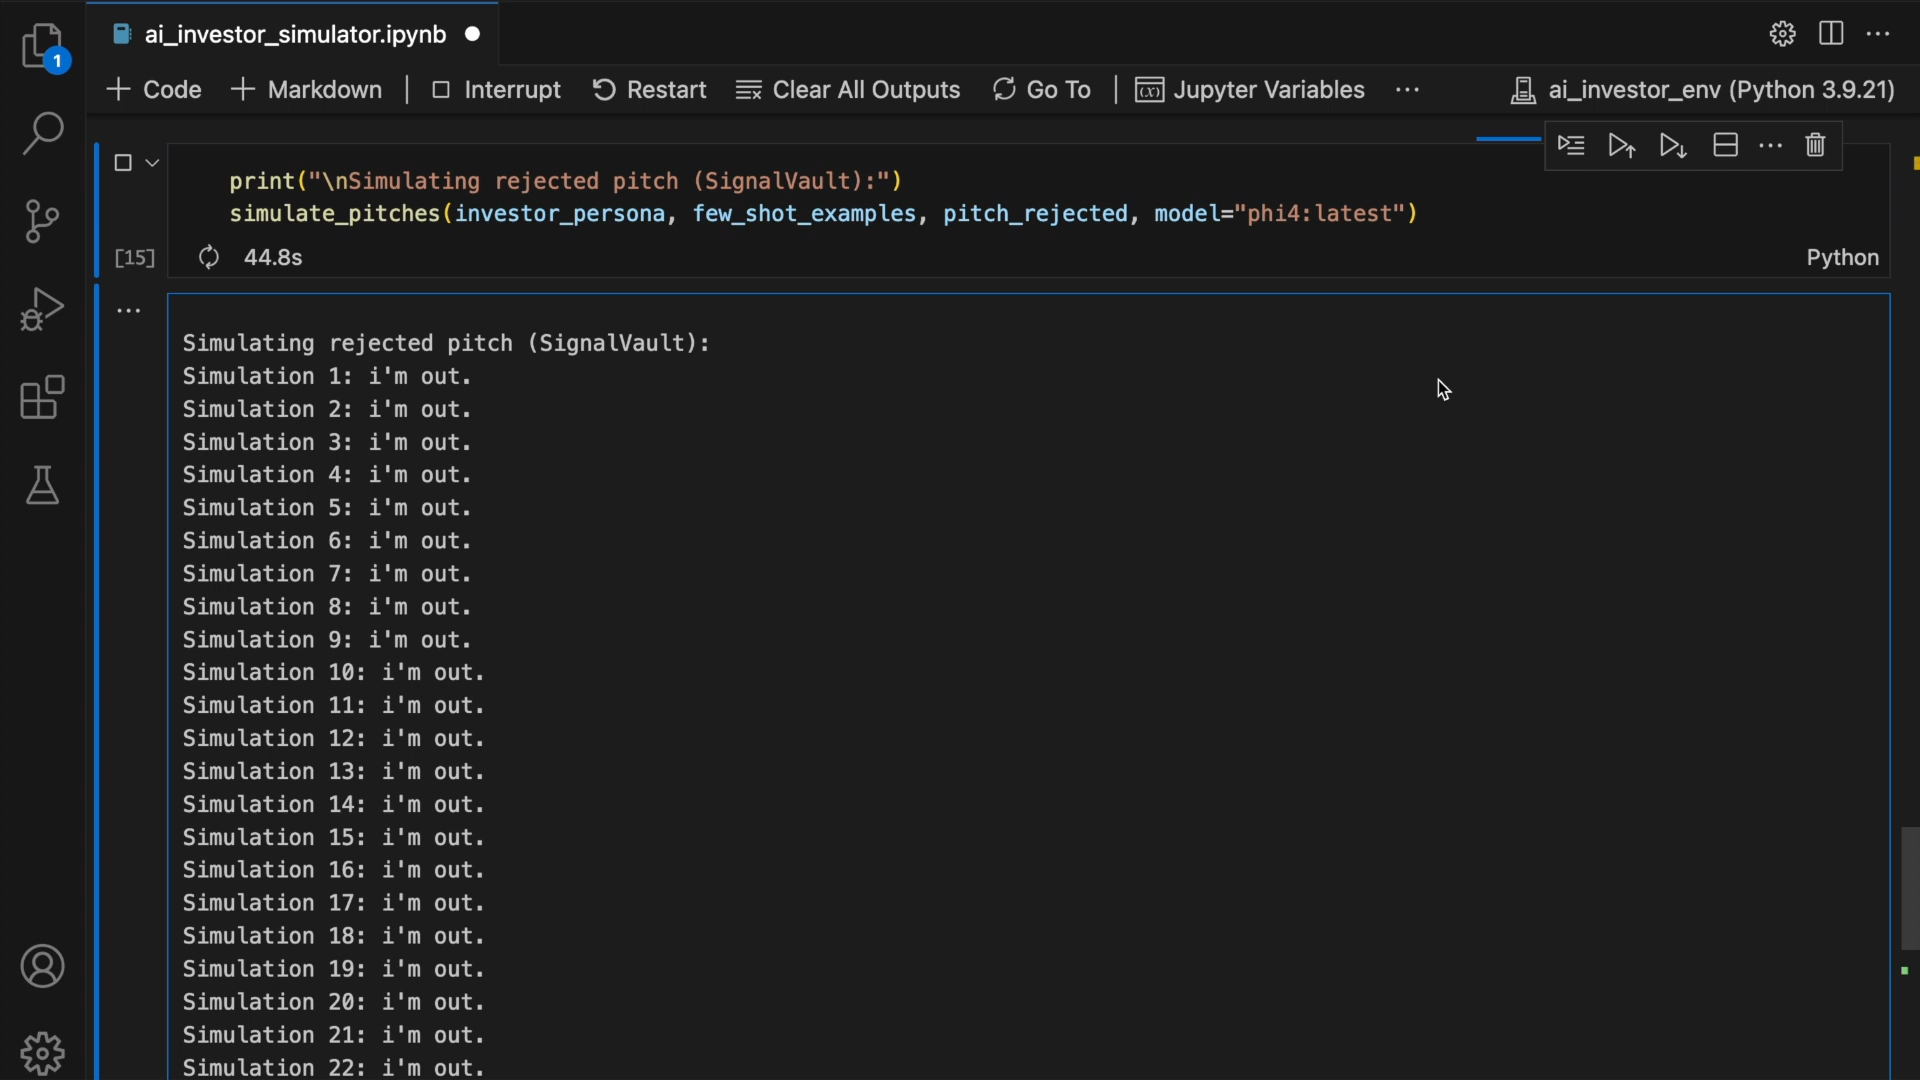 ai_investor_simulator.ipynb
1
Code
Markdown
Interrupt
Restart
Clear All Outputs
Go To
Jupyter Variables
...
ai_investor_env (Python 3.9.21)
print("\nSimulating rejected pitch (SignalVault):")
simulate_pitches(investor_persona, few_shot_examples, pitch_rejected, model="phi4:latest")
[15]
44.8s
Python
...
Simulating rejected pitch (SignalVault):
Simulation 1: i'm out.
Simulation 2: i'm out.
Simulation 3: i'm out.
Simulation 4: i'm out.
Simulation 5: i'm out.
Simulation 6: i'm out.
Simulation 7: i'm out.
Simulation 8: i'm out.
Simulation 9: i'm out.
Simulation 10: i'm out.
Simulation 11: i'm out.
Simulation 12: i'm out.
Simulation 13: i'm out.
Simulation 14: i'm out.
Simulation 15: i'm out.
Simulation 16: i'm out.
Simulation 17: i'm out.
Simulation 18: i'm out.
Simulation 19: i'm out.
Simulation 20: i'm out.
Simulation 21: i'm out.
Simulation 22: i'm out.